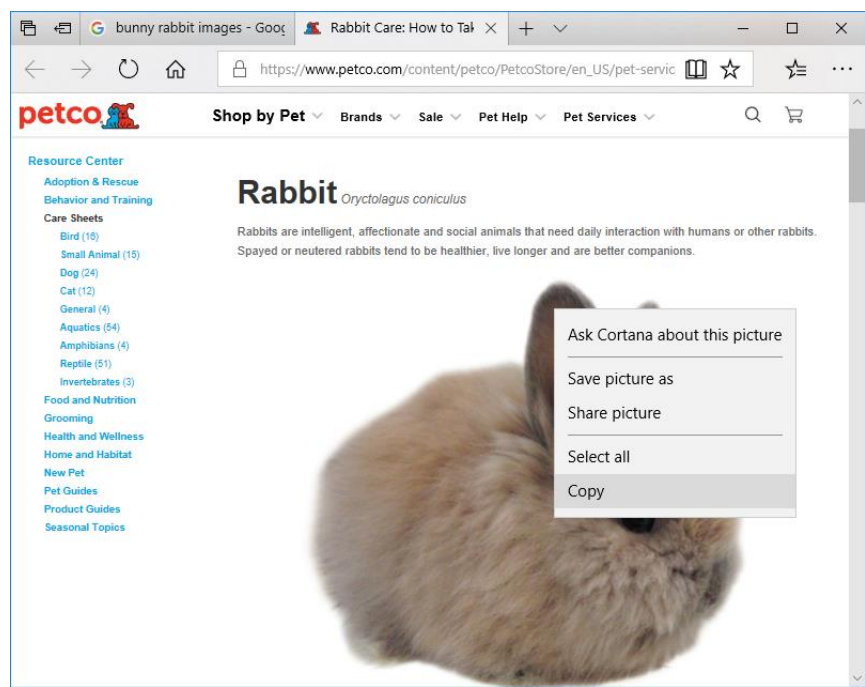 bunny rabbit images - Goog
Rabbit Care: How to Tak
https://www.petco.com/content/petco/PetcoStore/en_US/pet-servic
petco
Shop by Pet
Brands
Sale
Pet Help
Pet Services
Resource Center
Adoption & Rescue
Behavior and Training
Care Sheets
Bird (16)
Small Animal (15)
Dog (24)
Cat (12)
General (4)
Aquatics (54)
Amphibians (4)
Reptile (51)
Invertebrates (3)
Food and Nutrition
Grooming
Health and Wellness
Home and Habitat
New Pet
Pet Guides
Product Guides
Seasonal Topics
Rabbit Oryctolagus coniculus
Rabbits are intelligent, affectionate and social animals that need daily interaction with humans or other rabbits.
Spayed or neutered rabbits tend to be healthier, live longer and are better companions.
Ask Cortana about this picture
Save picture as
Share picture
Select all
Copy